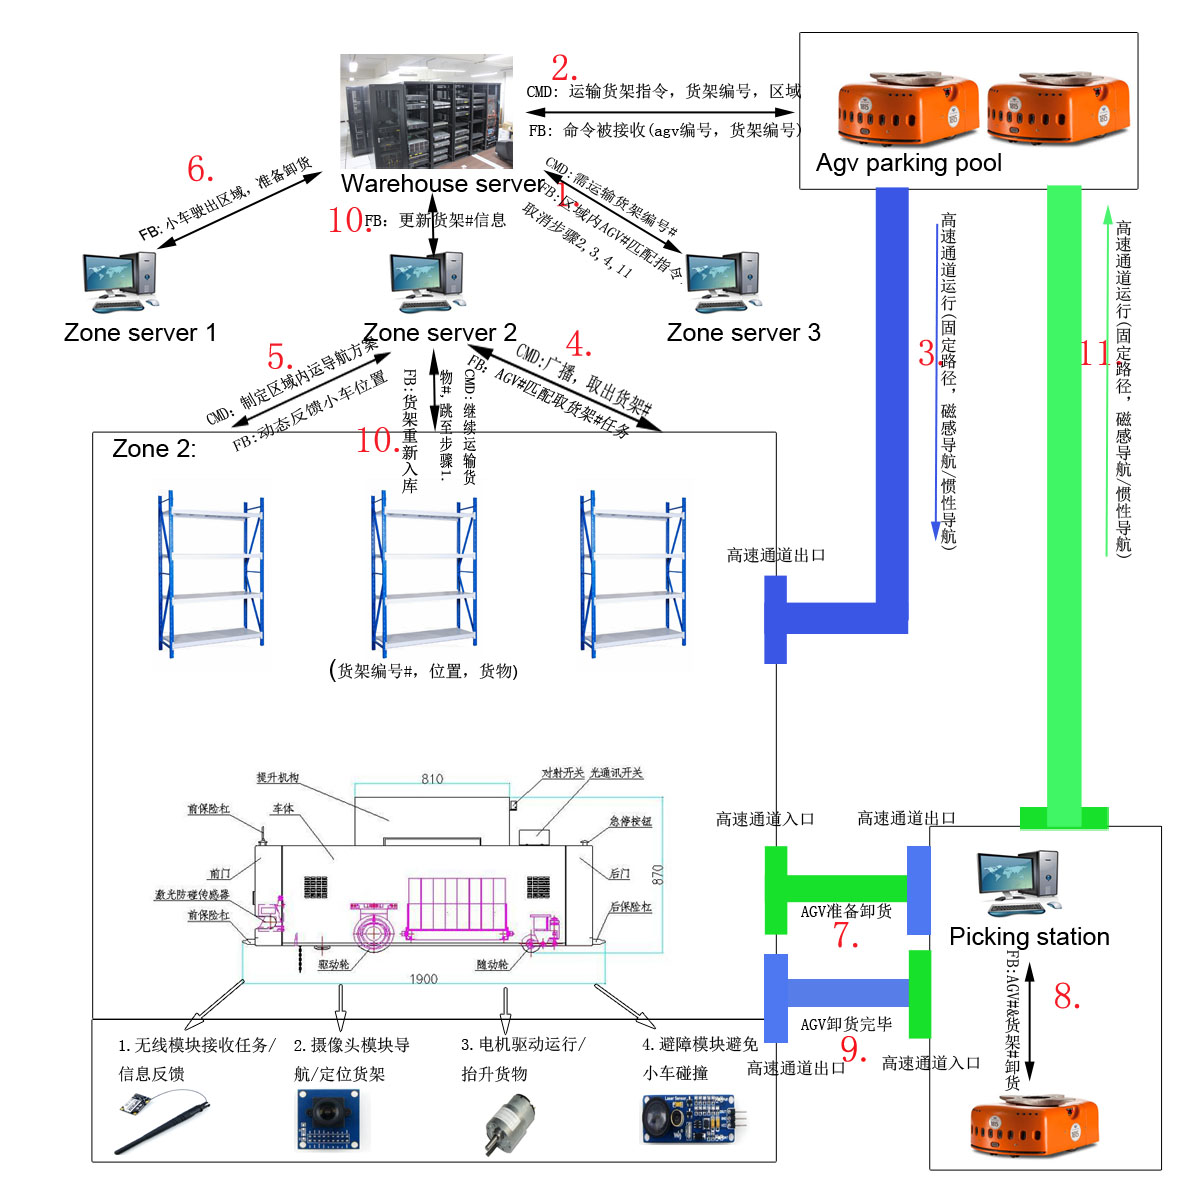 2.
CMD: 运输货架指令, 货架编号, 区域
FB: 命令被接收(agv编号, 货架编号)
Agv parking pool
Warehouse server
6.
FB: 小车驶出区域, 准备卸货
10.
FB: 更新货架#信息
1.
CMD:需运输货架编号#
FB:区域内AGV#匹配指令.
取消步骤2,3,4,11
Zone server 1
Zone server 2
Zone server 3
5.
CMD: 制定区域内运导航方案
FB:动态反馈小车位置
10.
FB:货架重新入库
CMD:继续运输货
物#,跳至步骤1.
4.
CMD:广播, 取出货架#
FB: AGV#匹配取货架#任务
3.
高速通道运行(固定路径, 磁感导航/惯性导航)
11.
高速通道运行(固定路径, 磁感导航/惯性导航)
Zone 2:
高速通道出口
(货架编号#, 位置, 货物)
提升机构
810
对射开关
光通讯开关
前保险杠
车体
急停按钮
前门
后门
870
激光防碰传感器
前保险杠
后保险杠
驱动轮
随动轮
1900
高速通道入口
高速通道出口
AGV准备卸货
7.
Picking station
AGV卸货完毕
9.
高速通道出口
高速通道入口
FB:AGV#&货架#卸货
8.
1.无线模块接收任务/
信息反馈
2.摄像头模块导
航/定位货架
3.电机驱动运行/
抬升货物
4.避障模块避免
小车碰撞